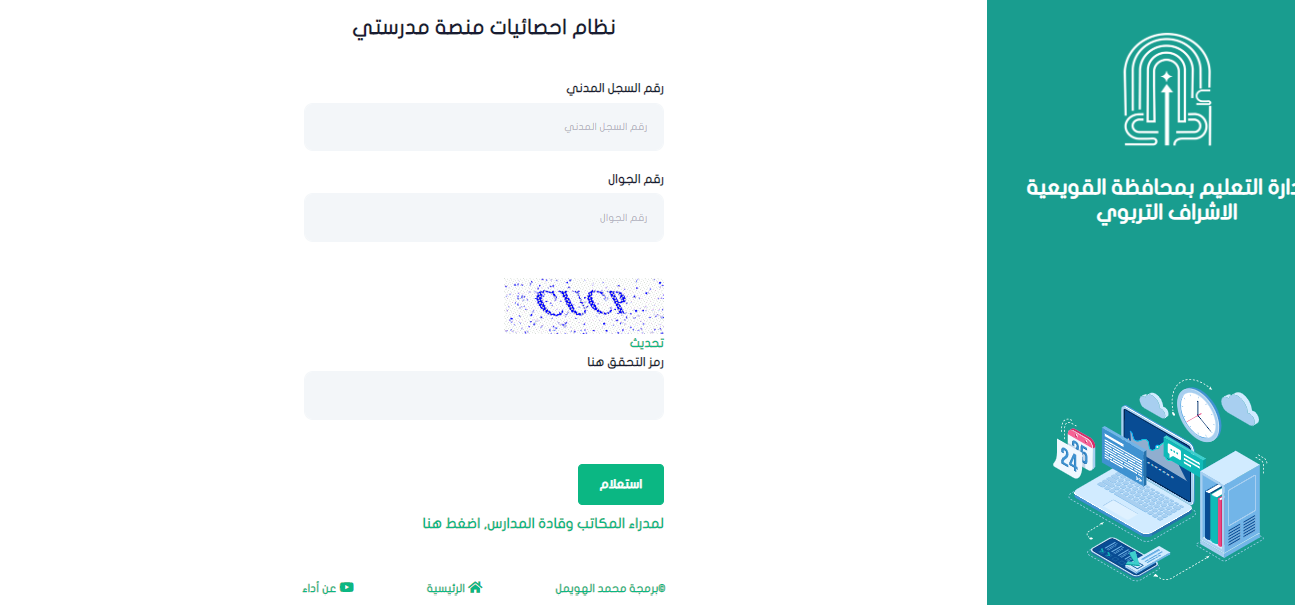 نظام احصائيات منصة مدرستي
رقم السجل المدني
رقم السجل المدني
رقم الجوال
رقم الجوال
تحديث
رمز التحقق هنا
استعلام
لمدراء المكاتب وقادة المدارس, اضغط هنا
©برمجة محمد الهويمل
الرئيسية
عن أداء
دارة التعليم بمحافظة القويعية
الاشراف التربوي
25
24